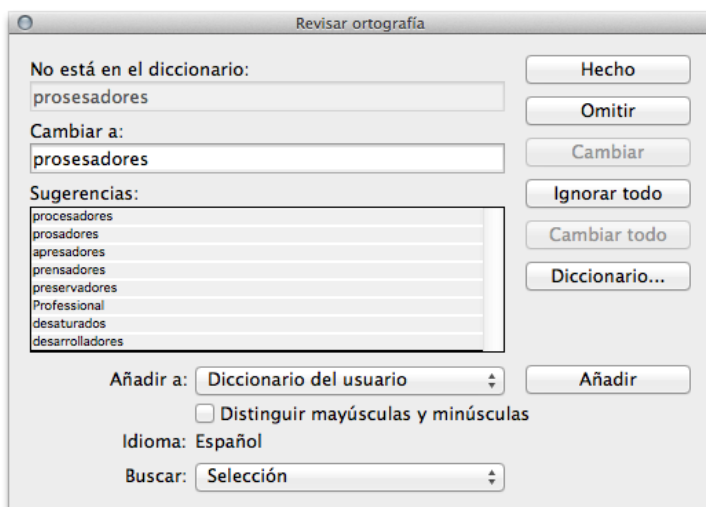 Revisar ortografía
No está en el diccionario:
prosesadores
Cambiar a:
prosesadores
Sugerencias:
procesadores
prosadores
apresadores
prensadores
preservadores
Professional
desaturados
desarrolladores
Hecho
Omitir
Cambiar
Ignorar todo
Cambiar todo
Diccionario...
Añadir a: Diccionario del usuario Añadir
Distinguir mayúsculas y minúsculas
Idioma: Español
Buscar: Selección